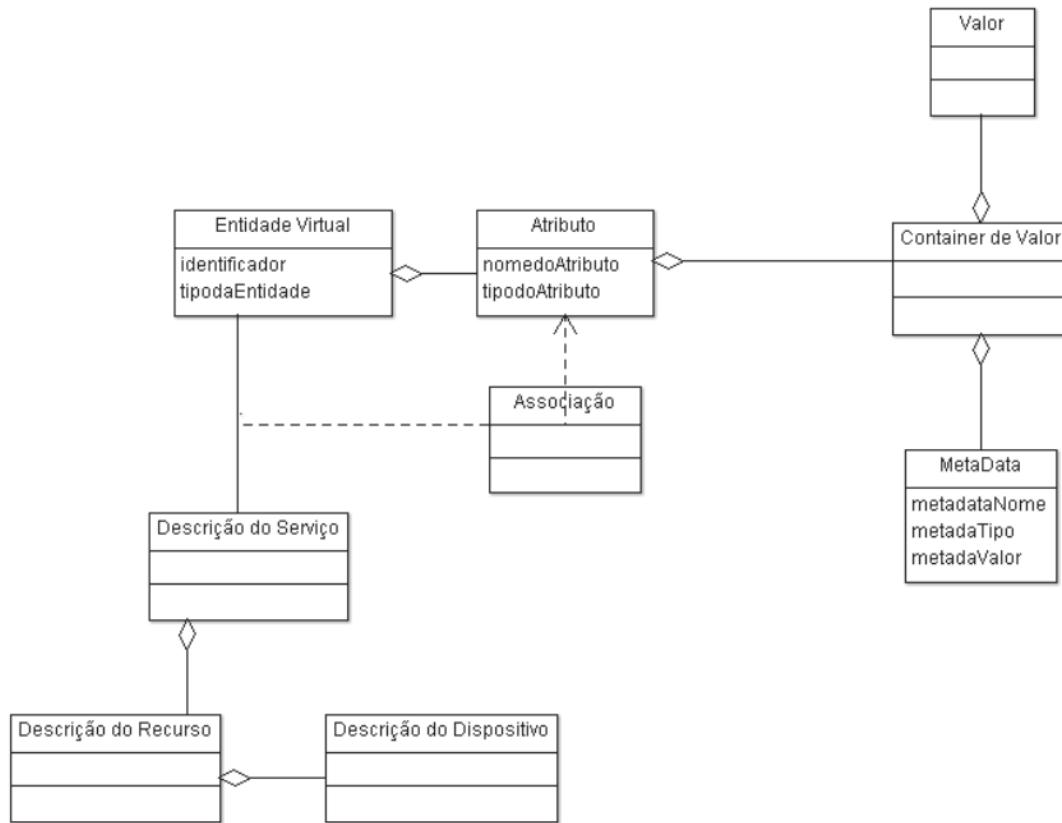 Valor
Entidade Virtual
identificador
tipodaEntidade
Atributo
nomedoAtributo
tipodoAtributo
Container de Valor
Associação
MetaData
metadataNome
metadaTipo
metadaValor
Descrição do Serviço
Descrição do Recurso
Descrição do Dispositivo